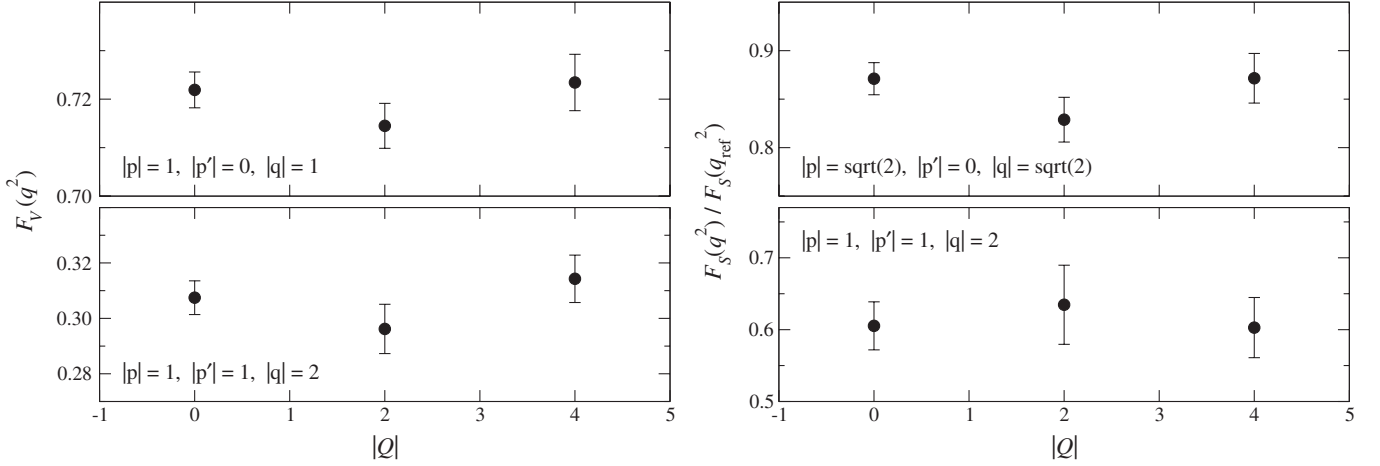 F_V(q^2)
0.72
0.70
|p| = 1, |p′| = 0, |q| = 1
0.32
0.30
0.28
|p| = 1, |p′| = 1, |q| = 2
-1 0 1 2 3 4 5
|Q|
F_S(q^2) / F_S(q_ref^2)
0.9
0.8
|p| = sqrt(2), |p′| = 0, |q| = sqrt(2)
|p| = 1, |p′| = 1, |q| = 2
0.7
0.6
0.5
-1 0 1 2 3 4 5
|Q|